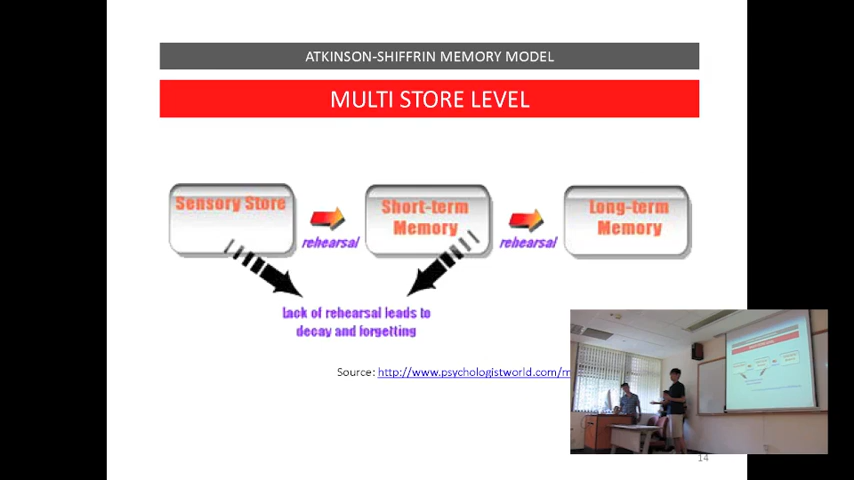 ATKINSON-SHIFFRIN MEMORY MODEL
MULTI STORE LEVEL
Sensory Store
Short-term
Memory
Long-term
Memory
rehearsal
rehearsal
Lack of rehearsal leads to
decay and forgetting
Source: http://www.psychologistworld.com/m
14